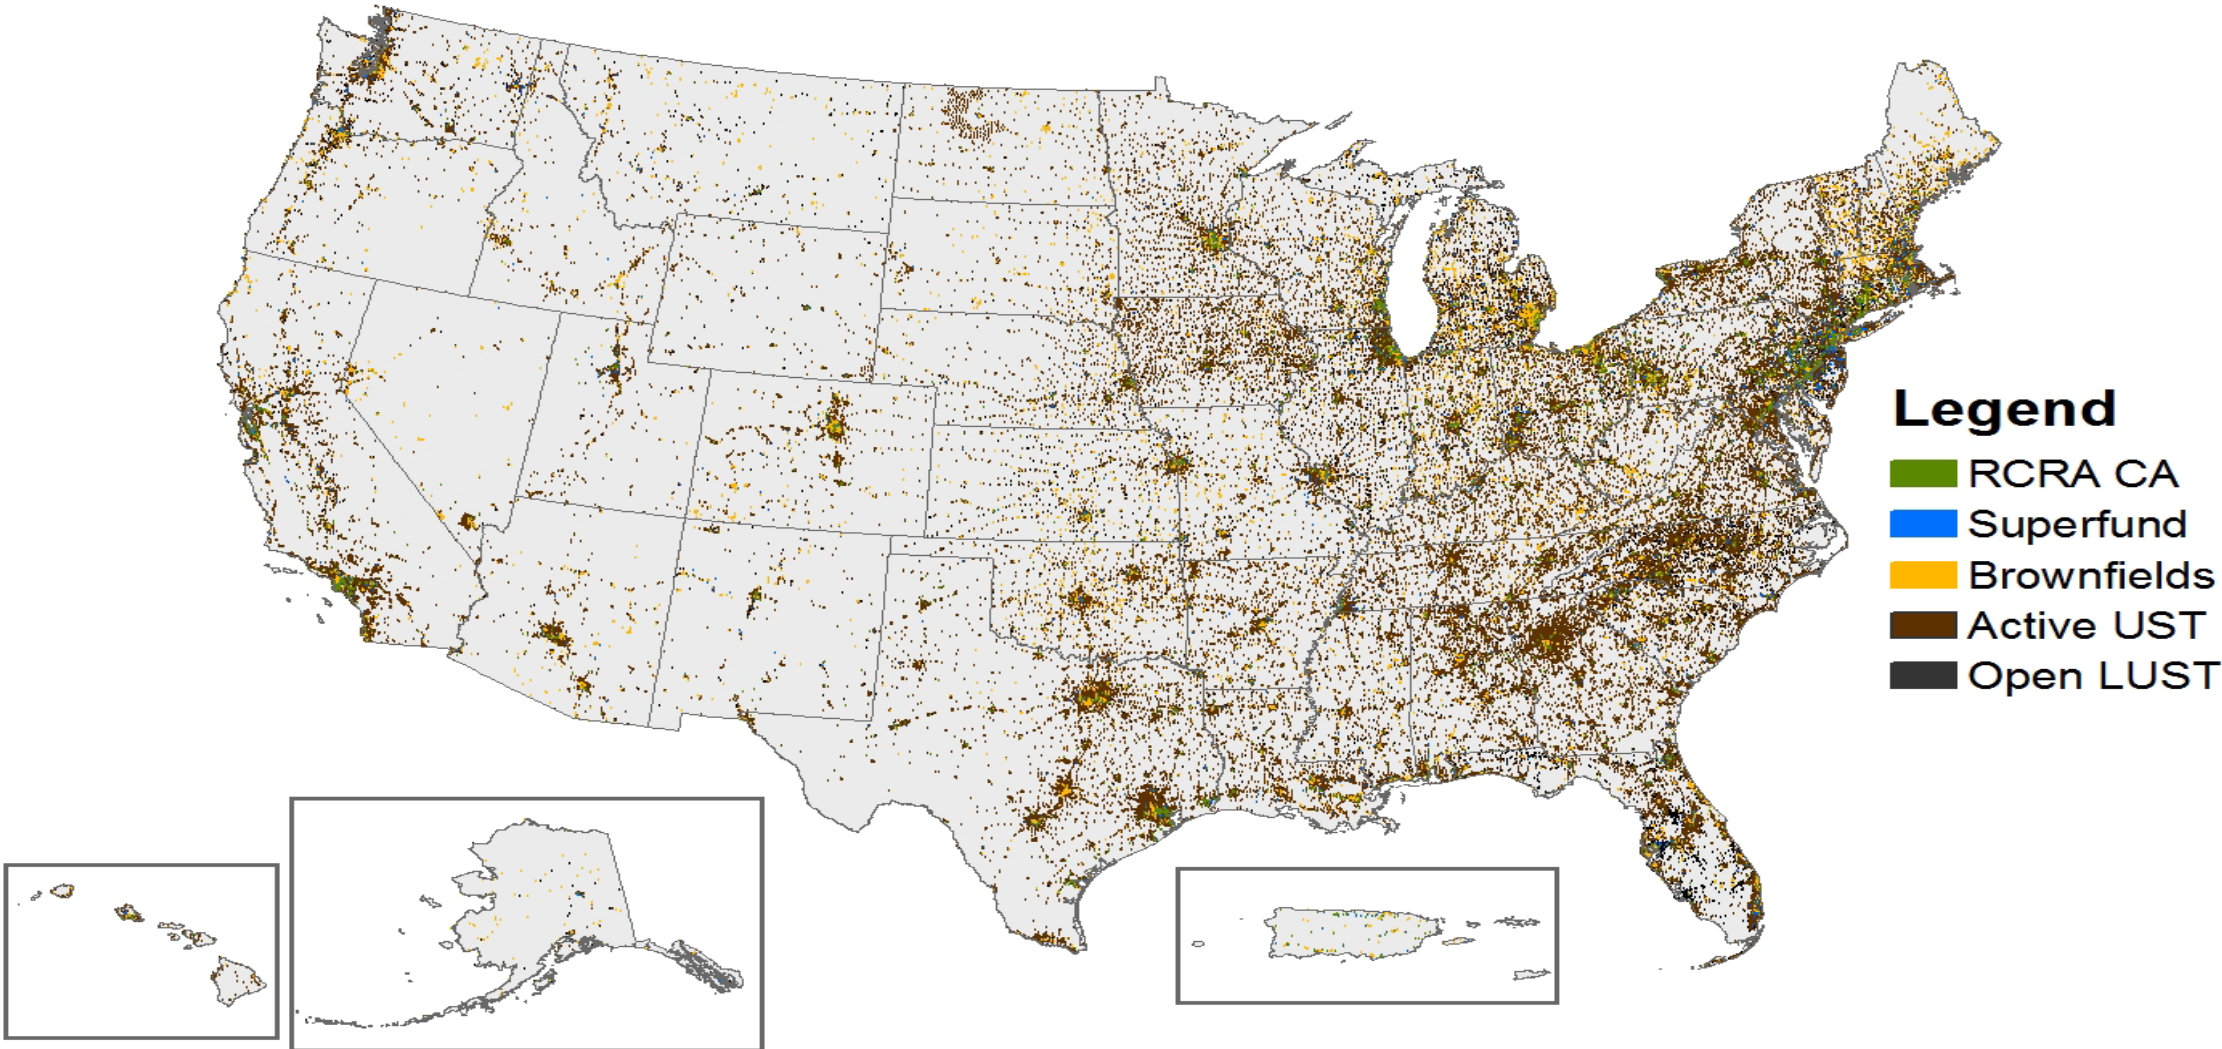 Legend
RCRA CA
Superfund
Brownfields
Active UST
Open LUST